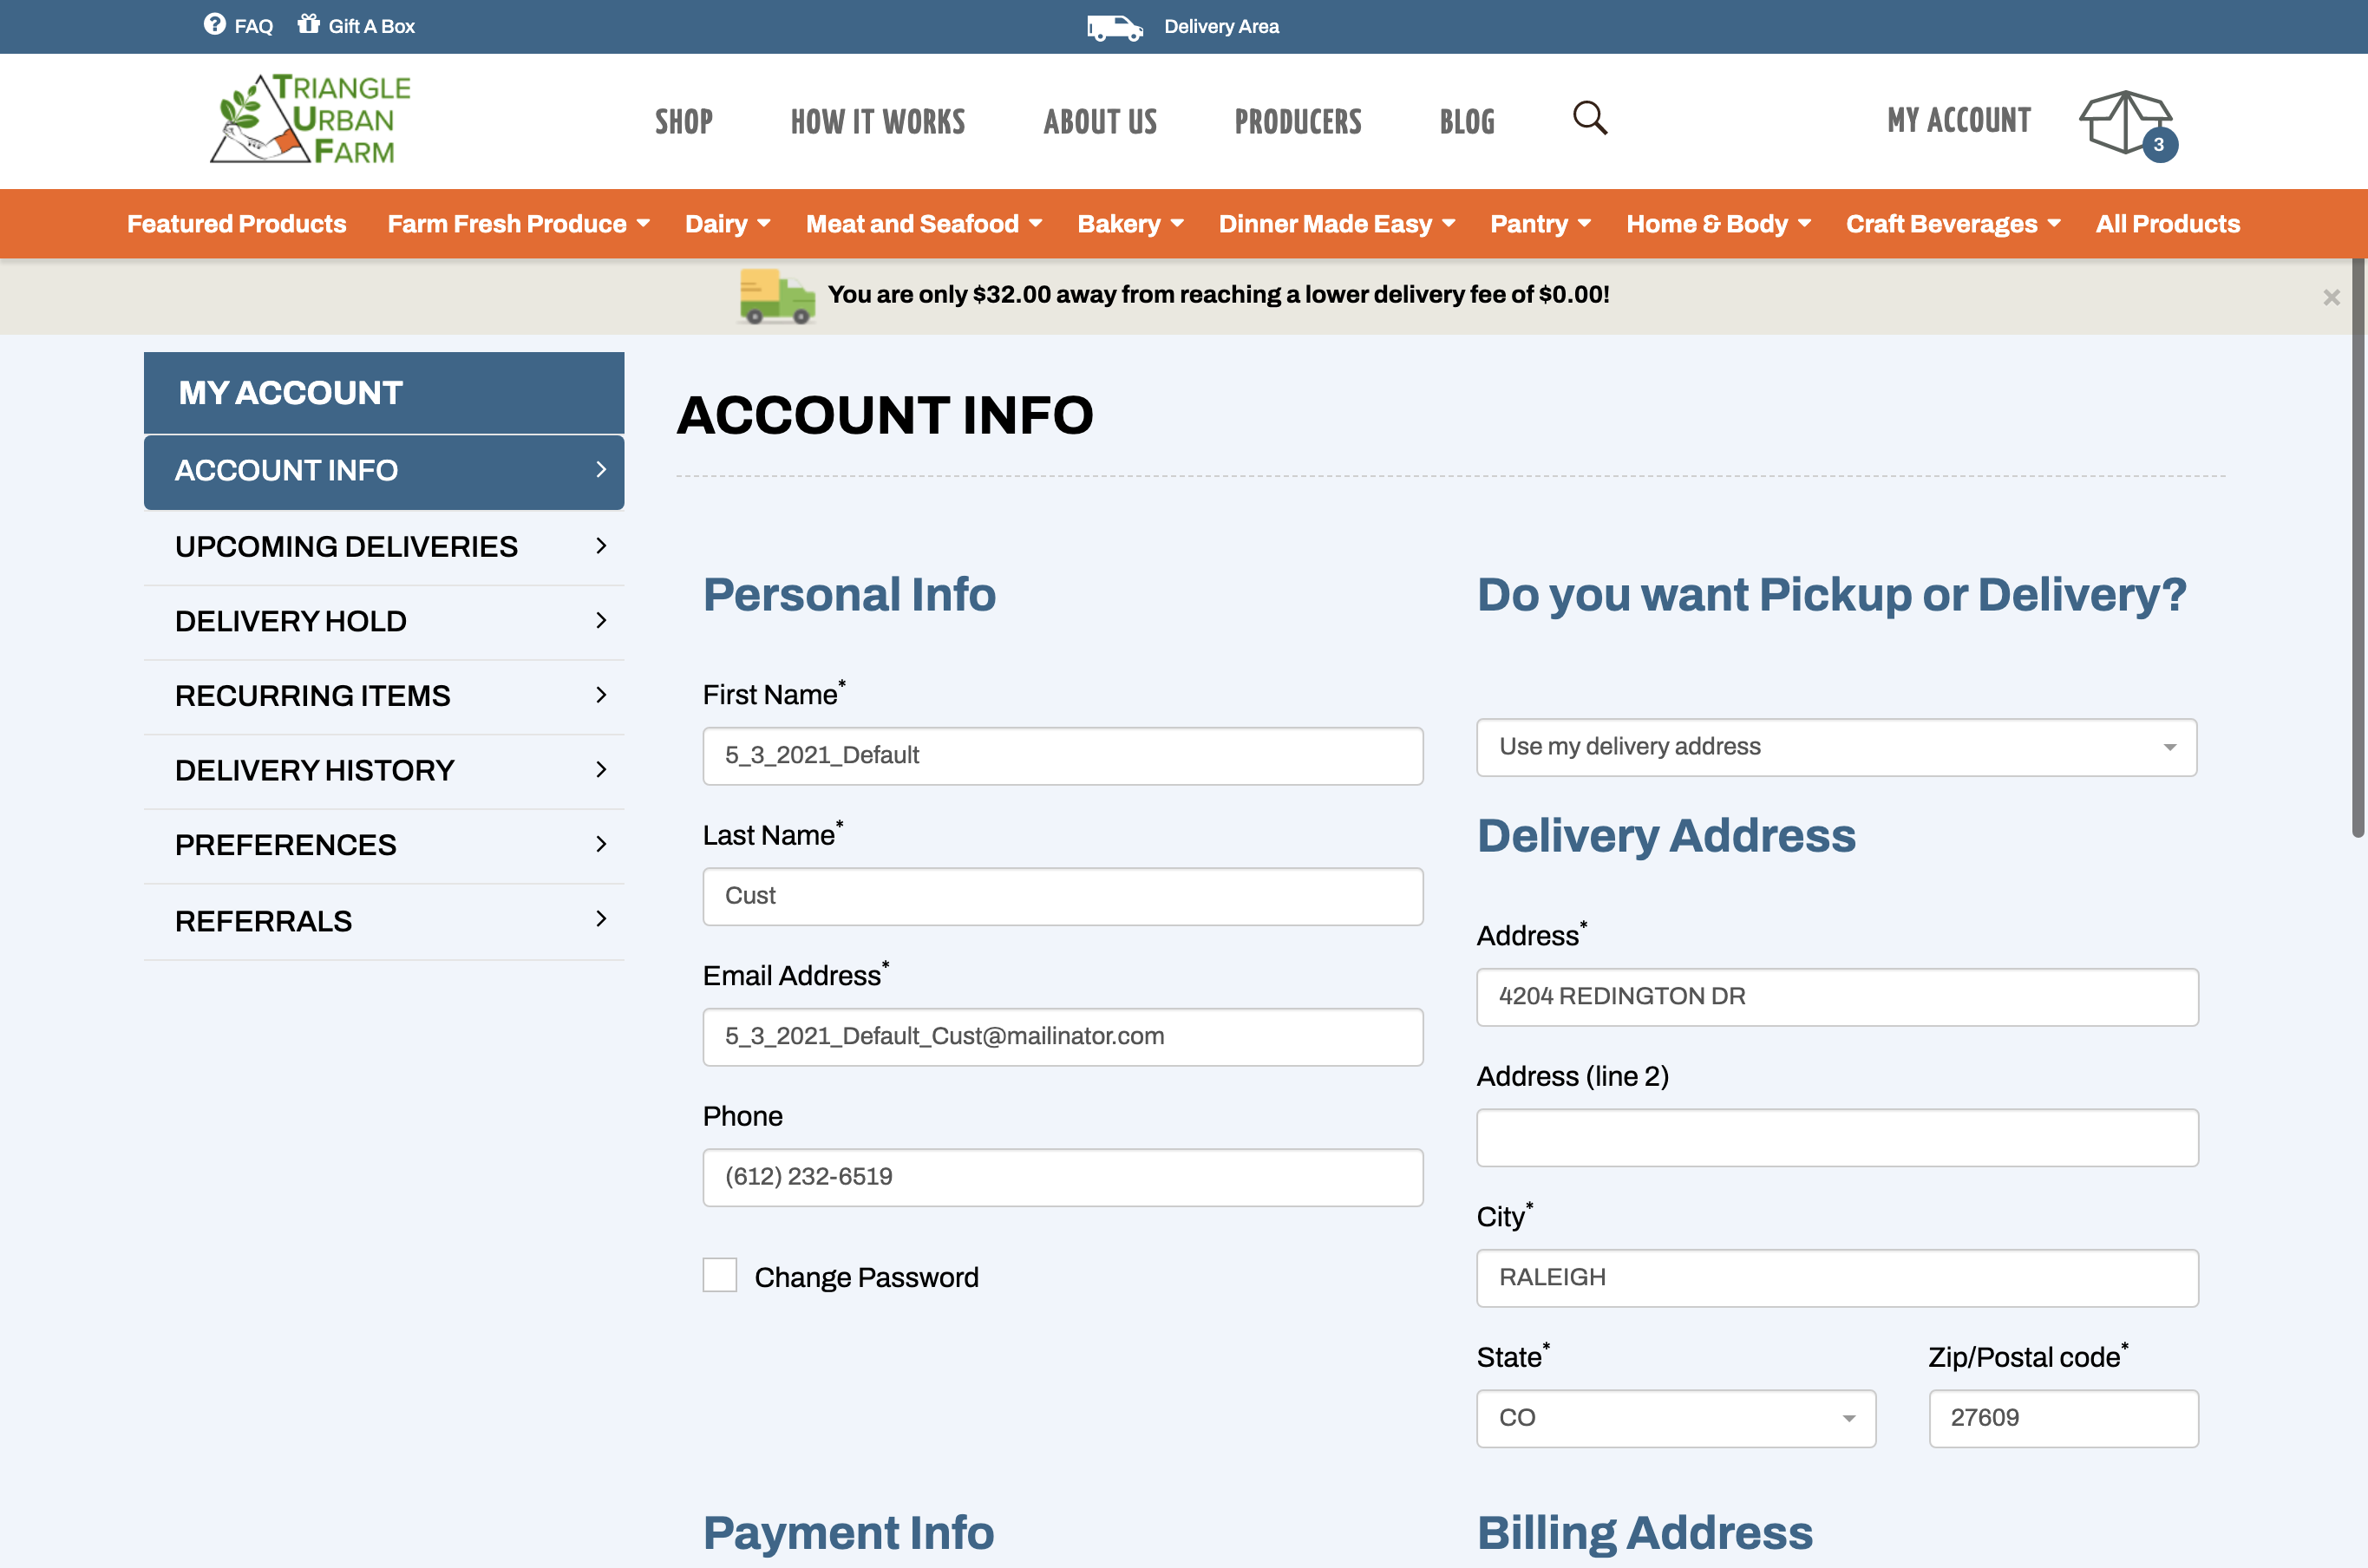 FAQ Gift A Box Delivery Area
TRIANGLE
URBAN
FARM
SHOP HOW IT WORKS ABOUT US PRODUCERS BLOG MY ACCOUNT 3
Featured Products Farm Fresh Produce Dairy Meat and Seafood Bakery Dinner Made Easy Pantry Home & Body Craft Beverages All Products
You are only $32.00 away from reaching a lower delivery fee of $0.00! ×
MY ACCOUNT
ACCOUNT INFO
UPCOMING DELIVERIES
DELIVERY HOLD
RECURRING ITEMS
DELIVERY HISTORY
PREFERENCES
REFERRALS
ACCOUNT INFO
Personal Info
First Name*
5_3_2021_Default
Last Name*
Cust
Email Address*
5_3_2021_Default_Cust@mailinator.com
Phone
(612) 232-6519
Change Password
Payment Info
Do you want Pickup or Delivery?
Use my delivery address
Delivery Address
Address*
4204 REDINGTON DR
Address (line 2)
City*
RALEIGH
State* Zip/Postal code*
CO 27609
Billing Address